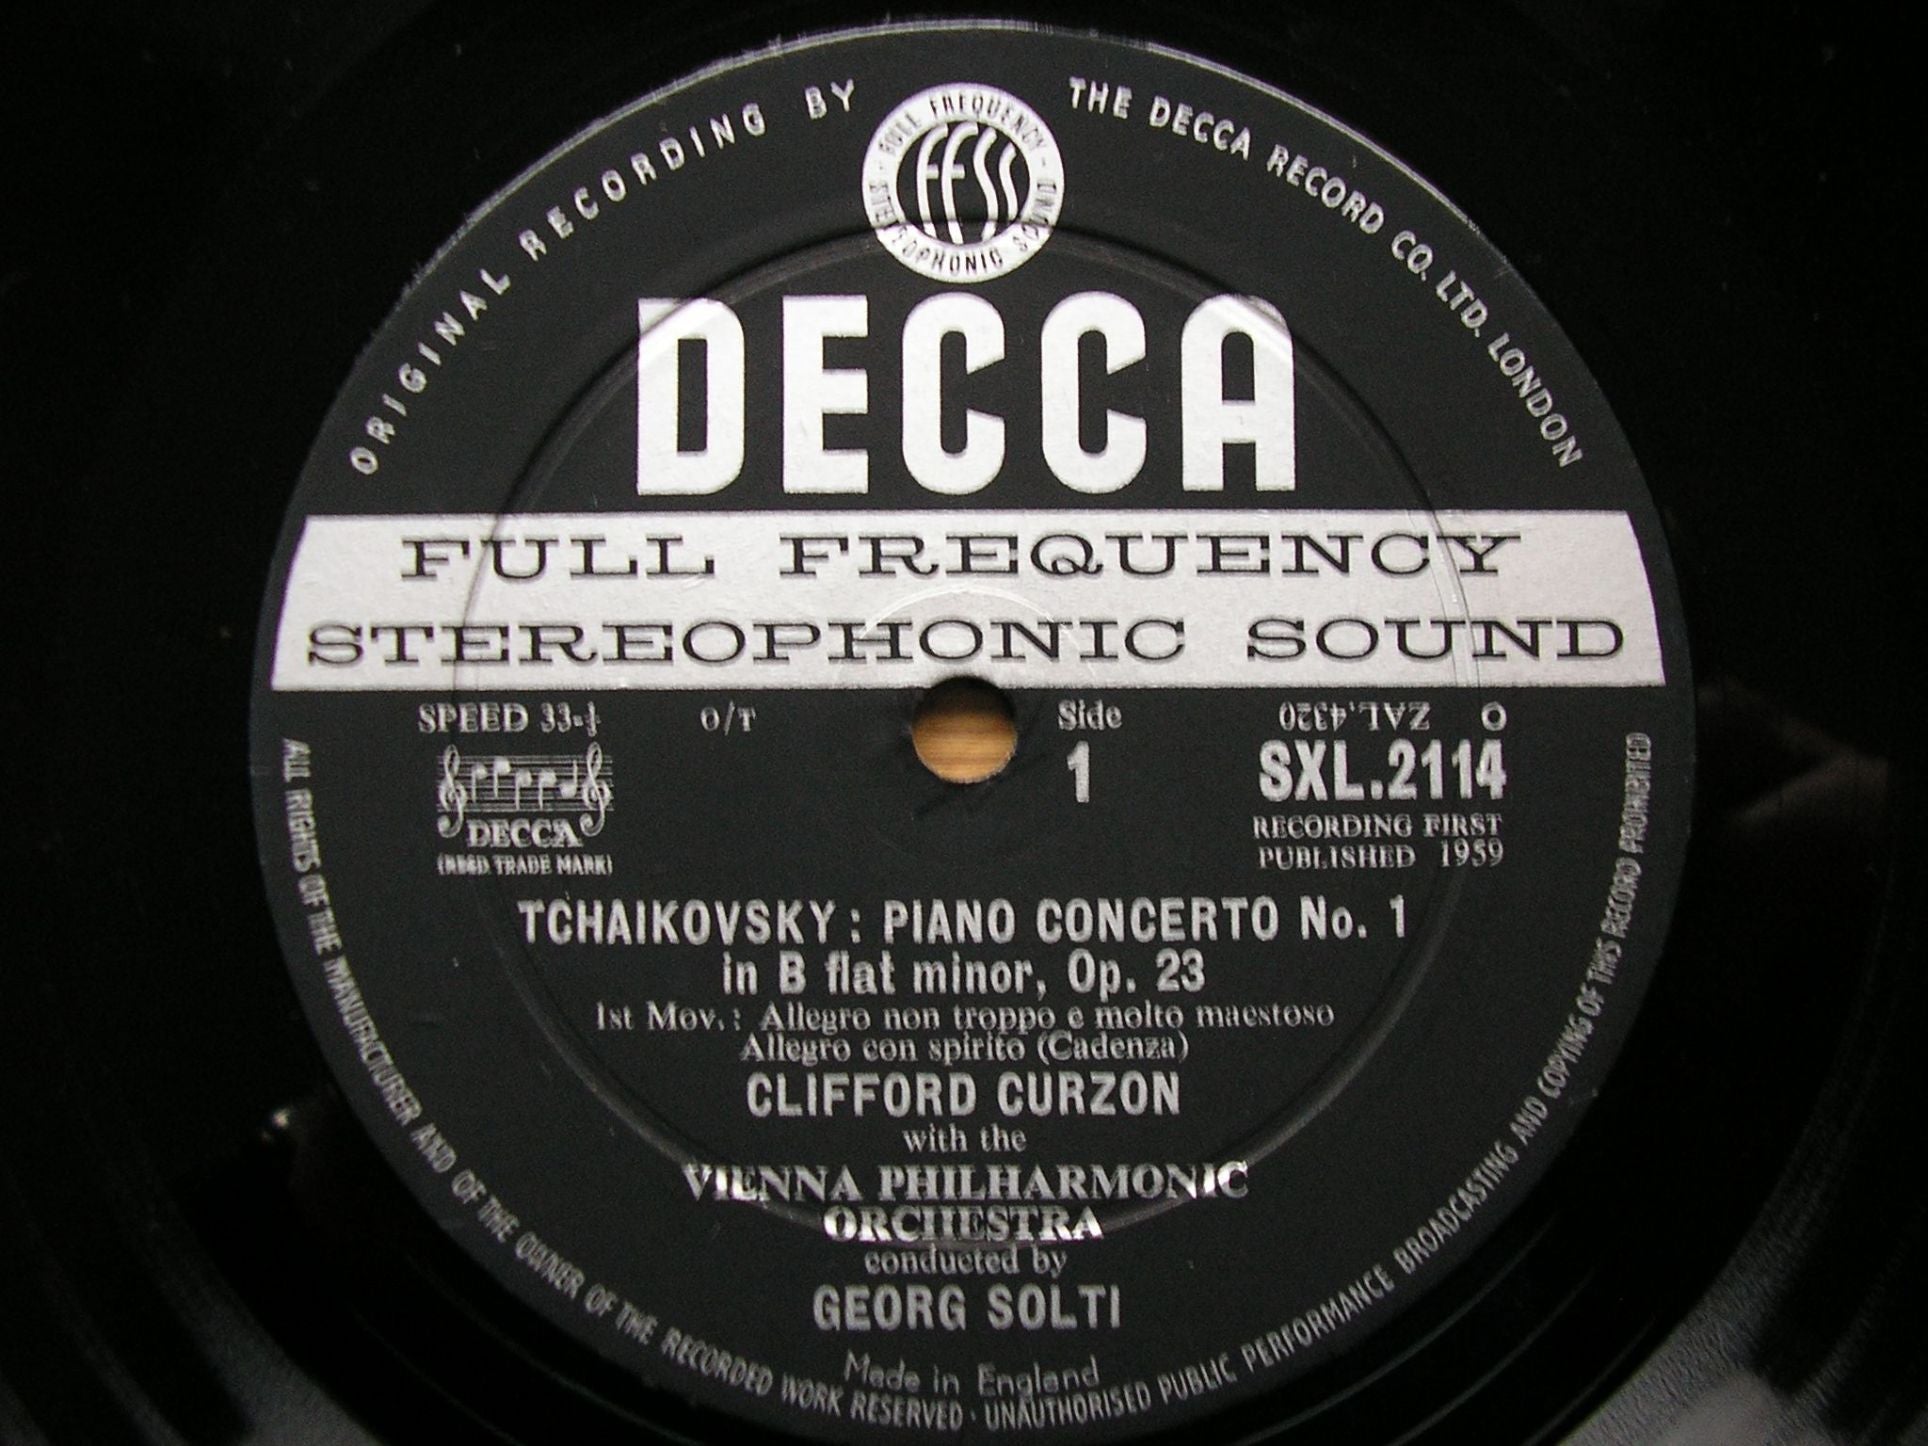 ORIGINAL RECORDING BY THE DECCA RECORD CO. LTD. LONDON
FULL FREQUENCY - STEREOPHONIC SOUND -
FFSS
DECCA
FULL FREQUENCY
STEREOPHONIC SOUND
SPEED 33⅓ O/T Side ZAL.4320 O
1 SXL.2114
DECCA RECORDING FIRST
(REGD. TRADE MARK) PUBLISHED 1959
TCHAIKOVSKY: PIANO CONCERTO No. 1
in B flat minor, Op. 23
1st Mov.: Allegro non troppo e molto maestoso
Allegro con spirito (Cadenza)
CLIFFORD CURZON
with the
VIENNA PHILHARMONIC
ORCHESTRA
conducted by
GEORG SOLTI
Made in England
ALL RIGHTS OF THE MANUFACTURER AND OF THE OWNER OF THE RECORDED WORK RESERVED · UNAUTHORISED PUBLIC PERFORMANCE BROADCASTING AND COPYING OF THIS RECORD PROHIBITED